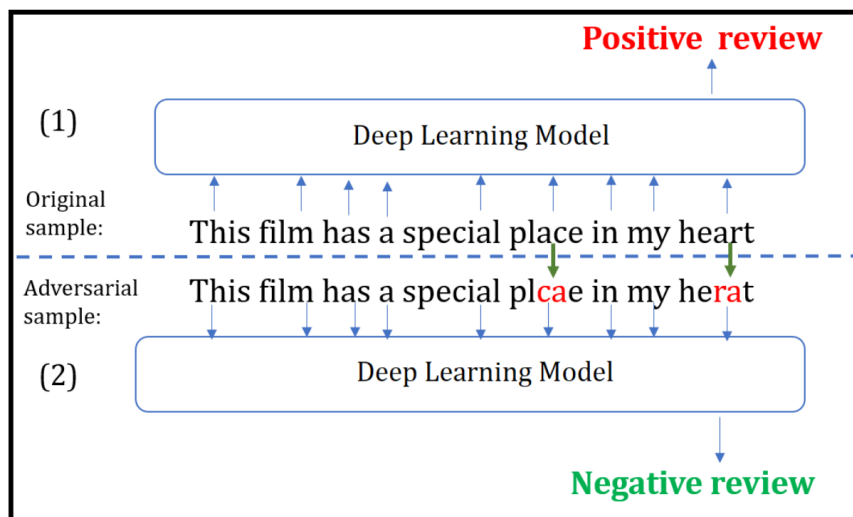 Positive review
(1)
Deep Learning Model
Original
sample:
This film has a special place in my heart
Adversarial
sample:
This film has a special plcae in my herat
(2)
Deep Learning Model
Negative review